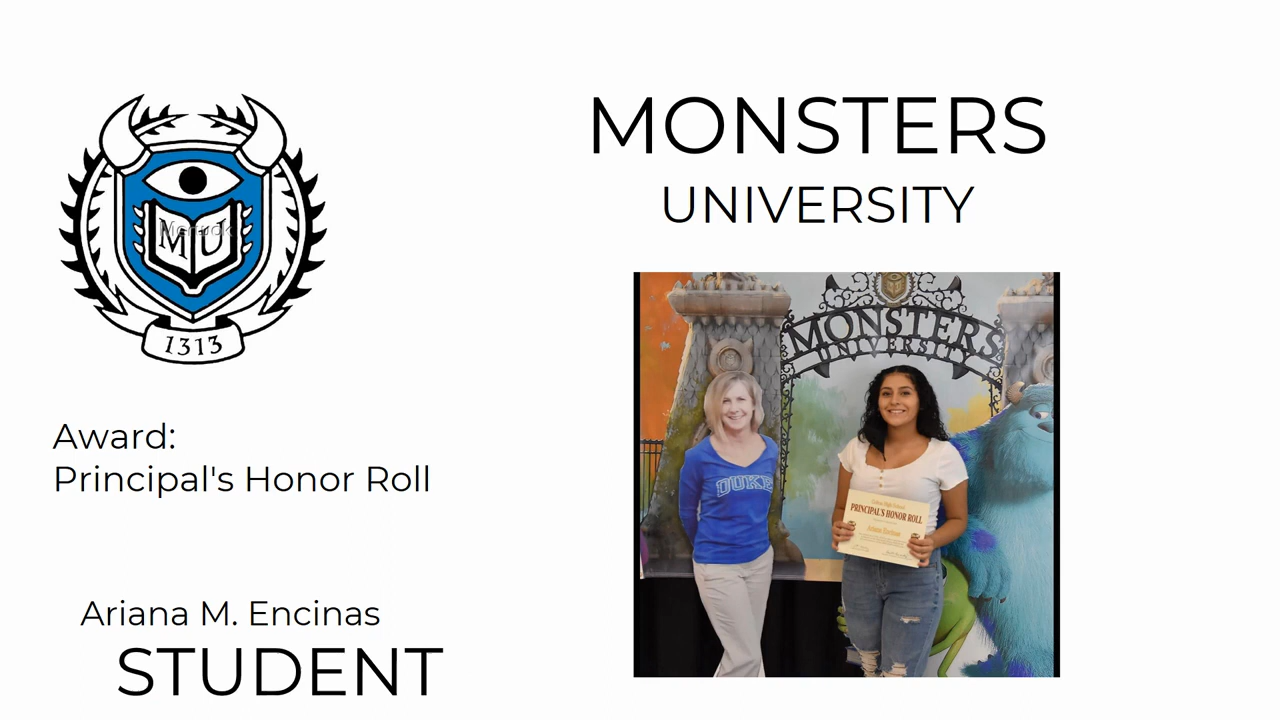 MONSTERS
UNIVERSITY
MU
1313
Award:
Principal's Honor Roll
Ariana M. Encinas
STUDENT
MONSTERS
UNIVERSITY
DUKE
PRINCIPAL'S HONOR ROLL